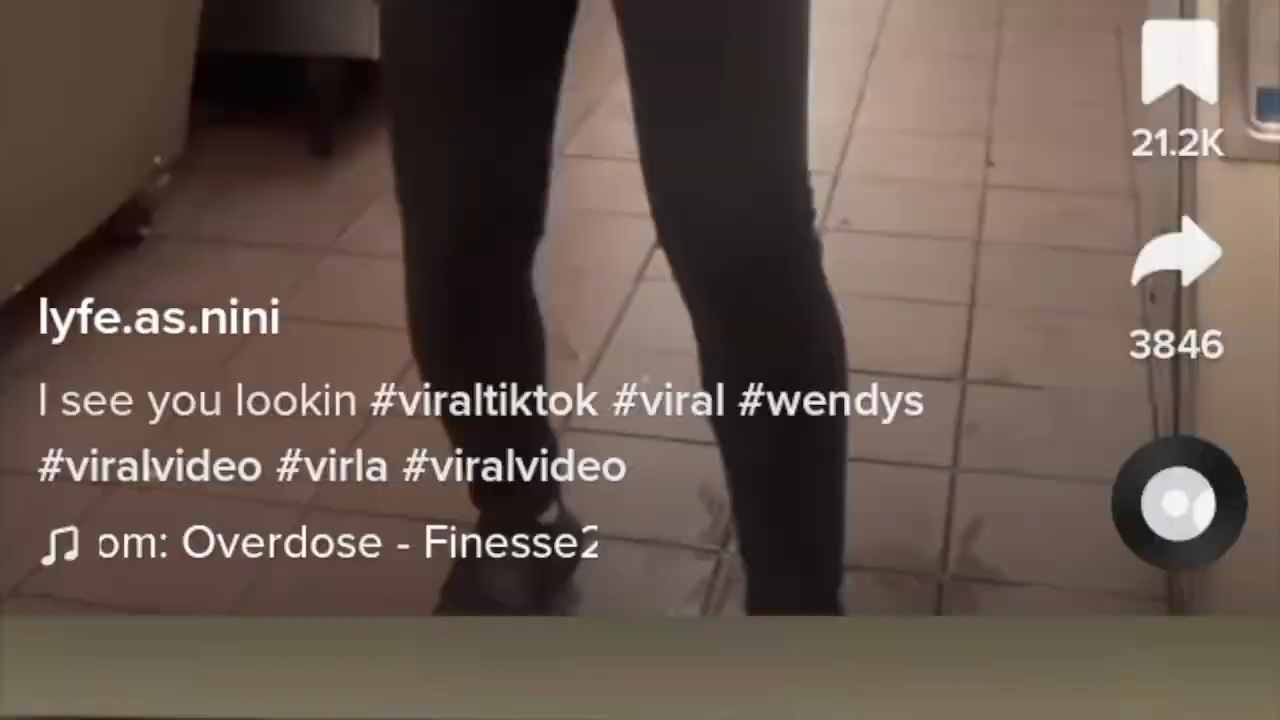 21.2K
3846
lyfe.as.nini
I see you lookin #viraltiktok #viral #wendys
#viralvideo #virla #viralvideo
om: Overdose - Finesse2